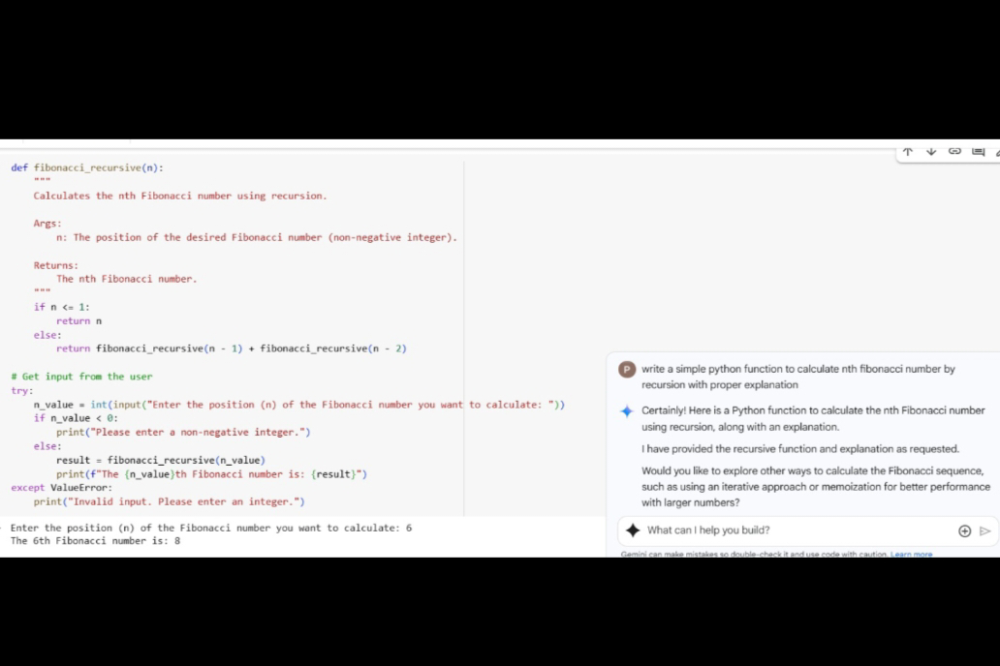 def fibonacci_recursive(n):
"""
Calculates the nth Fibonacci number using recursion.
Args:
n: The position of the desired Fibonacci number (non-negative integer).
Returns:
The nth Fibonacci number.
"""
if n <= 1:
return n
else:
return fibonacci_recursive(n - 1) + fibonacci_recursive(n - 2)
# Get input from the user
try:
n_value = int(input("Enter the position (n) of the Fibonacci number you want to calculate: "))
if n_value < 0:
print("Please enter a non-negative integer.")
else:
result = fibonacci_recursive(n_value)
print(f"The {n_value}th Fibonacci number is: {result}")
except ValueError:
print("Invalid input. Please enter an integer.")
Enter the position (n) of the Fibonacci number you want to calculate: 6
The 6th Fibonacci number is: 8
P
write a simple python function to calculate nth fibonacci number by
recursion with proper explanation
Certainly! Here is a Python function to calculate the nth Fibonacci number
using recursion, along with an explanation.
I have provided the recursive function and explanation as requested.
Would you like to explore other ways to calculate the Fibonacci sequence,
such as using an iterative approach or memoization for better performance
with larger numbers?
What can I help you build?
Gemini can make mistakes so double-check it and use code with caution. Learn more